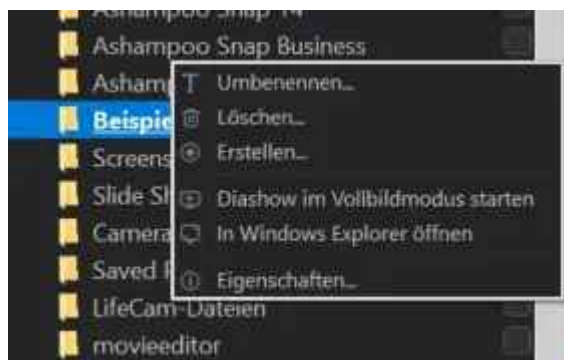 Ashampoo Snap 14
Ashampoo Snap Business
Asham
Umbenennen...
Beispie
Löschen...
Screens
Erstellen...
Slide Sh
Diashow im Vollbildmodus starten
Camera
In Windows Explorer öffnen
Saved
Eigenschaften...
LifeCam-Dateien
movieeditor